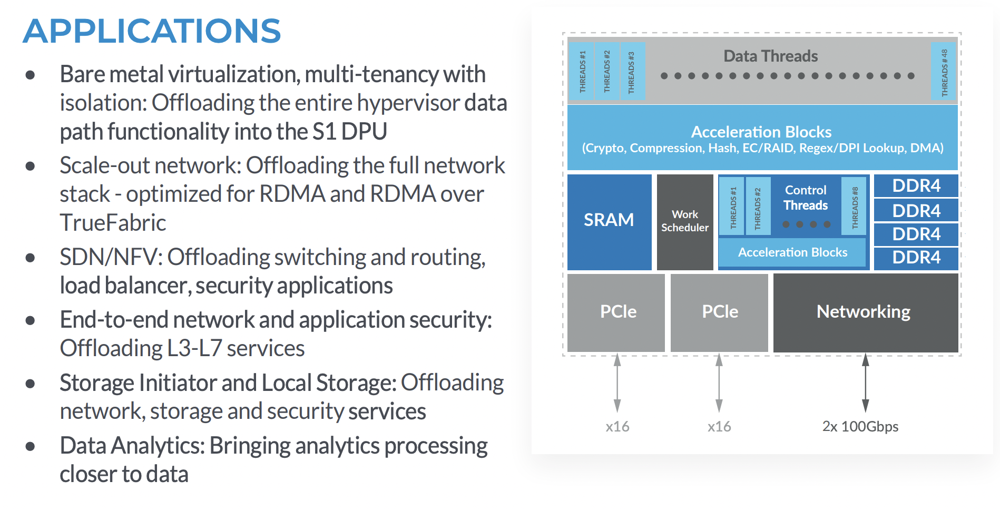 APPLICATIONS
• Bare metal virtualization, multi-tenancy with
isolation: Offloading the entire hypervisor data
path functionality into the S1 DPU
• Scale-out network: Offloading the full network
stack - optimized for RDMA and RDMA over
TrueFabric
• SDN/NFV: Offloading switching and routing,
load balancer, security applications
• End-to-end network and application security:
Offloading L3-L7 services
• Storage Initiator and Local Storage: Offloading
network, storage and security services
• Data Analytics: Bringing analytics processing
closer to data
THREADS #1
THREADS #2
THREADS #3
Data Threads
THREADS # 48
Acceleration Blocks
(Crypto, Compression, Hash, EC/RAID, Regex/DPI Lookup, DMA)
SRAM
Work
Scheduler
THREADS #1
THREADS #2
Control
Threads
THREADS #8
Acceleration Blocks
DDR4
DDR4
DDR4
DDR4
PCIe
PCIe
Networking
x16
x16
2x 100Gbps